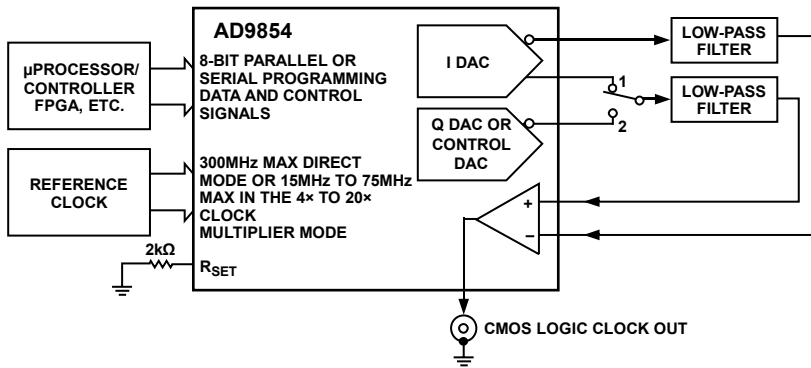 AD9854
µPROCESSOR/
CONTROLLER
FPGA, ETC.
8-BIT PARALLEL OR
SERIAL PROGRAMMING
DATA AND CONTROL
SIGNALS
REFERENCE
CLOCK
300MHz MAX DIRECT
MODE OR 15MHz TO 75MHz
MAX IN THE 4× TO 20×
CLOCK
MULTIPLIER MODE
2kΩ
RSET
I DAC
Q DAC OR
CONTROL
DAC
1
2
LOW-PASS
FILTER
LOW-PASS
FILTER
+
–
CMOS LOGIC CLOCK OUT